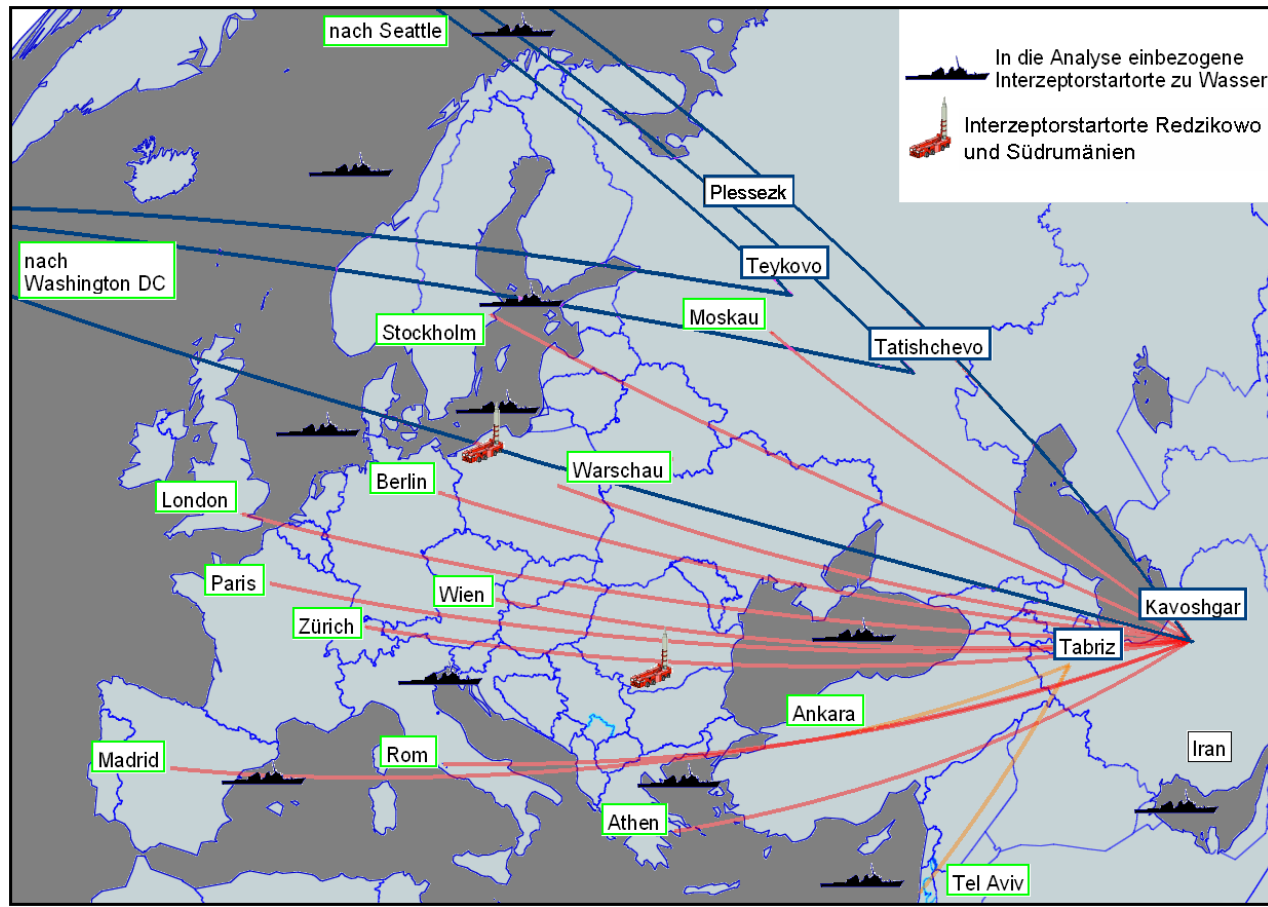 nach Seattle
In die Analyse einbezogene
Interzeptorstartorte zu Wasser
Interzeptorstartorte Redzikowo
und Südrumänien
Plessezk
nach
Washington DC
Teykovo
Moskau
Stockholm
Tatishchevo
Warschau
Berlin
London
Paris
Wien
Kavoshgar
Zürich
Tabriz
Ankara
Iran
Madrid
Rom
Athen
Tel Aviv